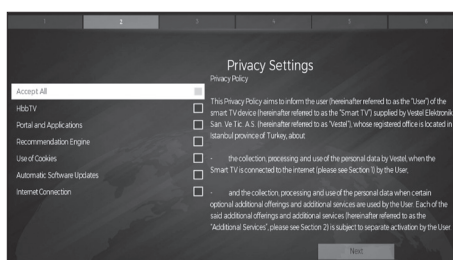 1 2 3 4 5 6
Privacy Settings
Privacy Policy
Accept All
HbbTV
Portal and Applications
Recommendation Engine
Use of Cookies
Automatic Software Updates
Internet Connection
This Privacy Policy aims to inform the user (hereinafter referred to as the "User") of the
smart TV device (hereinafter referred to as the "Smart TV") supplied by Vestel Elektronik
San. Ve Tic. A.S. (hereinafter referred to as "Vestel"), whose registered office is located in
Istanbul province of Turkey, about:
- the collection, processing and use of the personal data by Vestel, when the
Smart TV is connected to the internet (please see Section 1) by the User,
- and the collection, processing and use of the personal data when certain
optional additional offerings and additional services are used by the User. Each of the
said additional offerings and additional services (hereinafter referred to as the
"Additional Services", please see Section 2) is subject to separate activation by the User.
Next